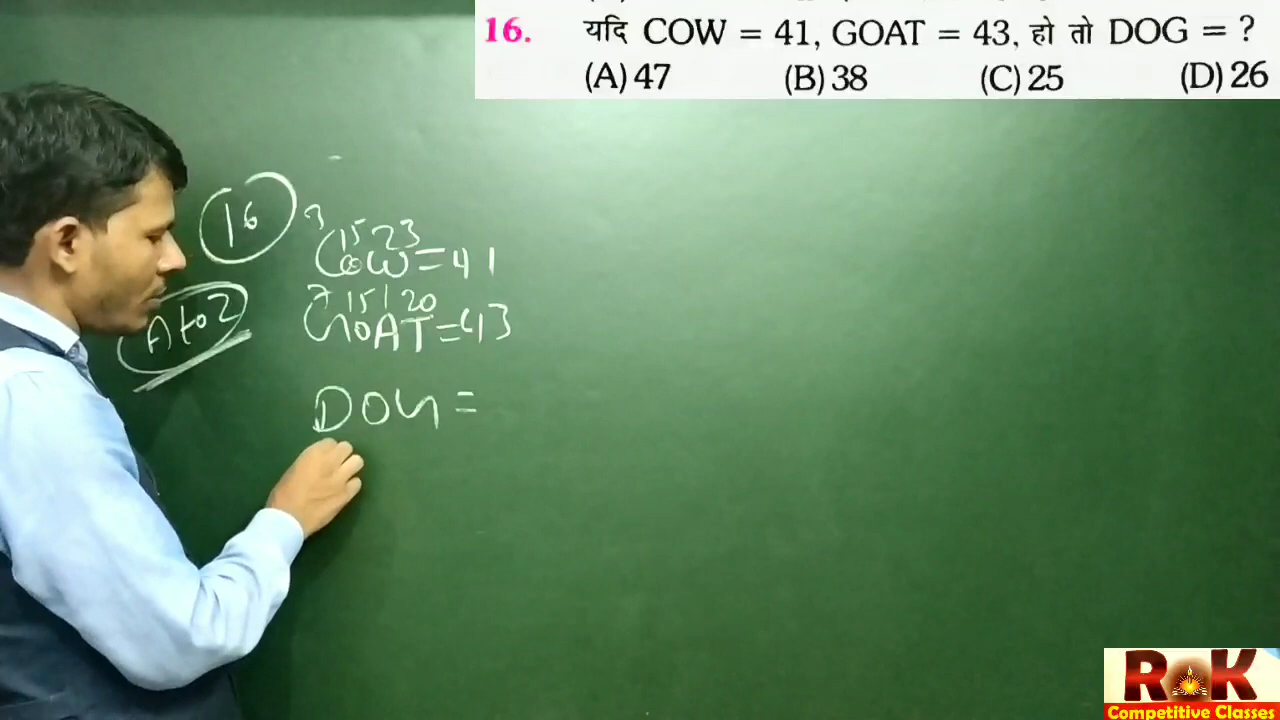 16. यदि COW = 41, GOAT = 43, हो तो DOG = ?
(A) 47 (B) 38 (C) 25 (D) 26
16
3 15 23
COW = 41
A to Z
7 15 1 20
GOAT = 43
DOG =
ROK
Competitive Classes